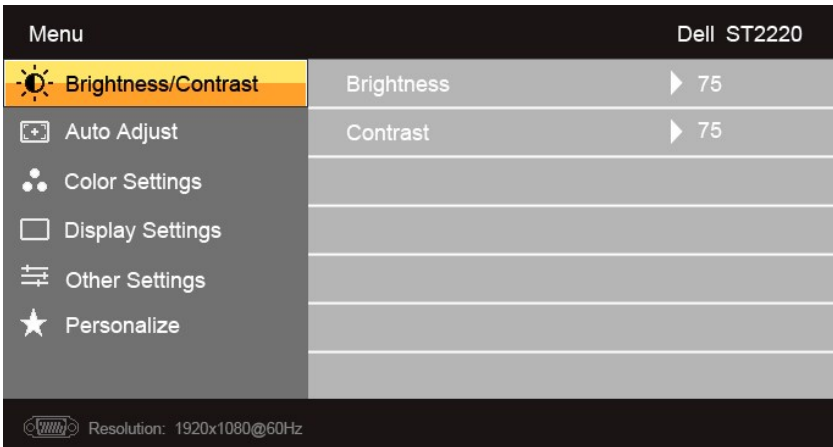 Menu Dell ST2220
Brightness/Contrast Brightness 75
Auto Adjust Contrast 75
Color Settings
Display Settings
Other Settings
Personalize
Resolution: 1920x1080@60Hz